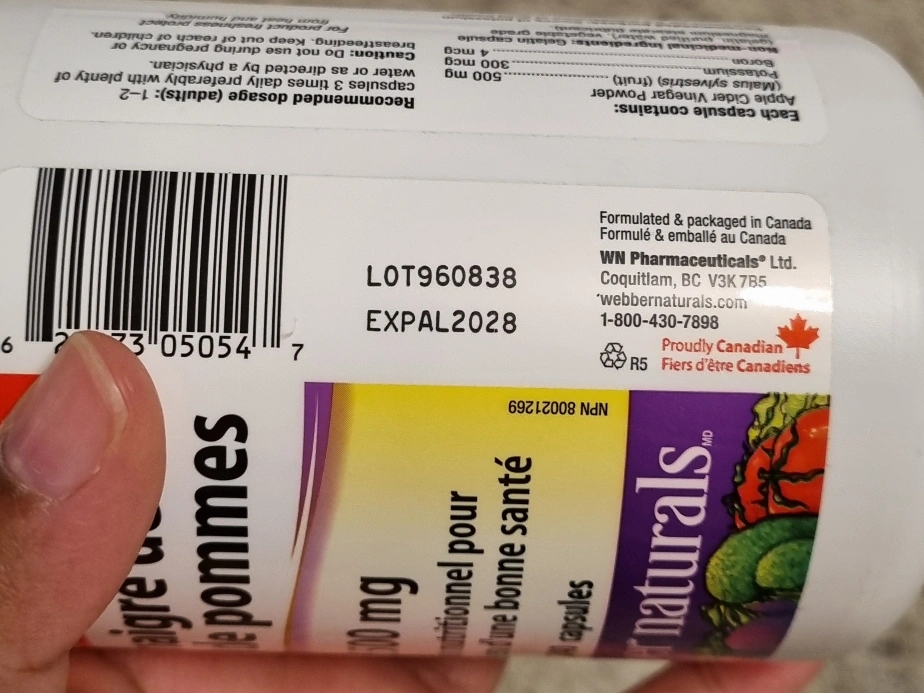 Each capsule contains:
Apple Cider Vinegar Powder
(Malus sylvestris) (fruit) ................500 mg
Potassium ................................300 mcg
Boron ........................................4 mcg
Non-medicinal ingredients: Gelatin capsule
Recommended dosage (adults): 1–2
capsules 3 times daily preferably with plenty of
water or as directed by a physician.
Caution: Do not use during pregnancy or
breastfeeding. Keep out of reach of children.
For product freshness protect
from heat and humidity.
6
05054
7
LOT960838
EXPAL2028
Formulated & packaged in Canada
Formulé & emballé au Canada
WN Pharmaceuticals® Ltd.
Coquitlam, BC V3K 7B5
webbernaturals.com
1-800-430-7898
R5
Proudly Canadian
Fiers d'être Canadiens
NPN 80021269
pommes
mg
pour
d'une bonne santé
capsules
naturals MD